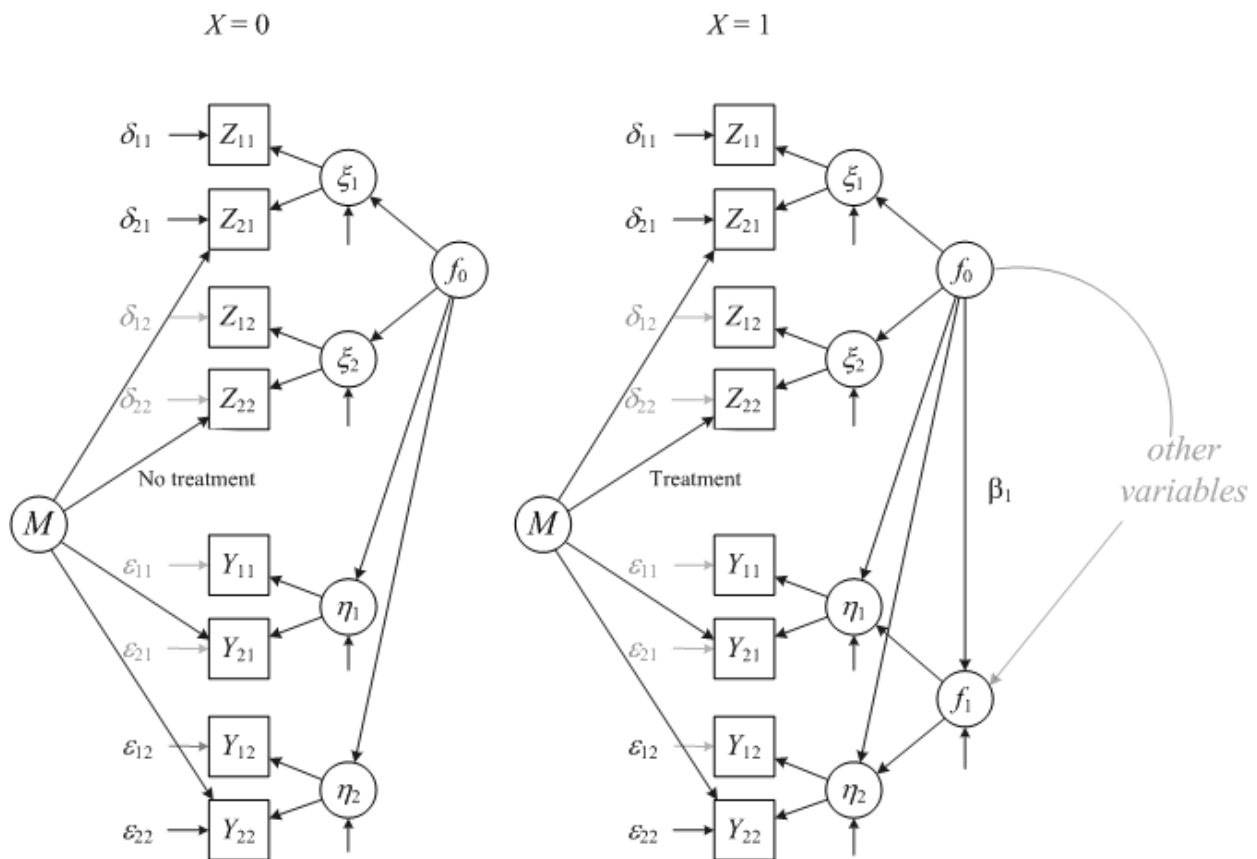 X = 0
X = 1
δ₁₁ Z₁₁
ξ₁
δ₂₁ Z₂₁
f₀
δ₁₂ Z₁₂
ξ₂
δ₂₂ Z₂₂
No treatment
M
ε₁₁ Y₁₁
η₁
ε₂₁ Y₂₁
ε₁₂ Y₁₂
η₂
ε₂₂ Y₂₂
δ₁₁ Z₁₁
ξ₁
δ₂₁ Z₂₁
f₀
δ₁₂ Z₁₂
ξ₂
δ₂₂ Z₂₂
other
variables
Treatment
β₁
M
ε₁₁ Y₁₁
η₁
ε₂₁ Y₂₁
f₁
ε₁₂ Y₁₂
η₂
ε₂₂ Y₂₂